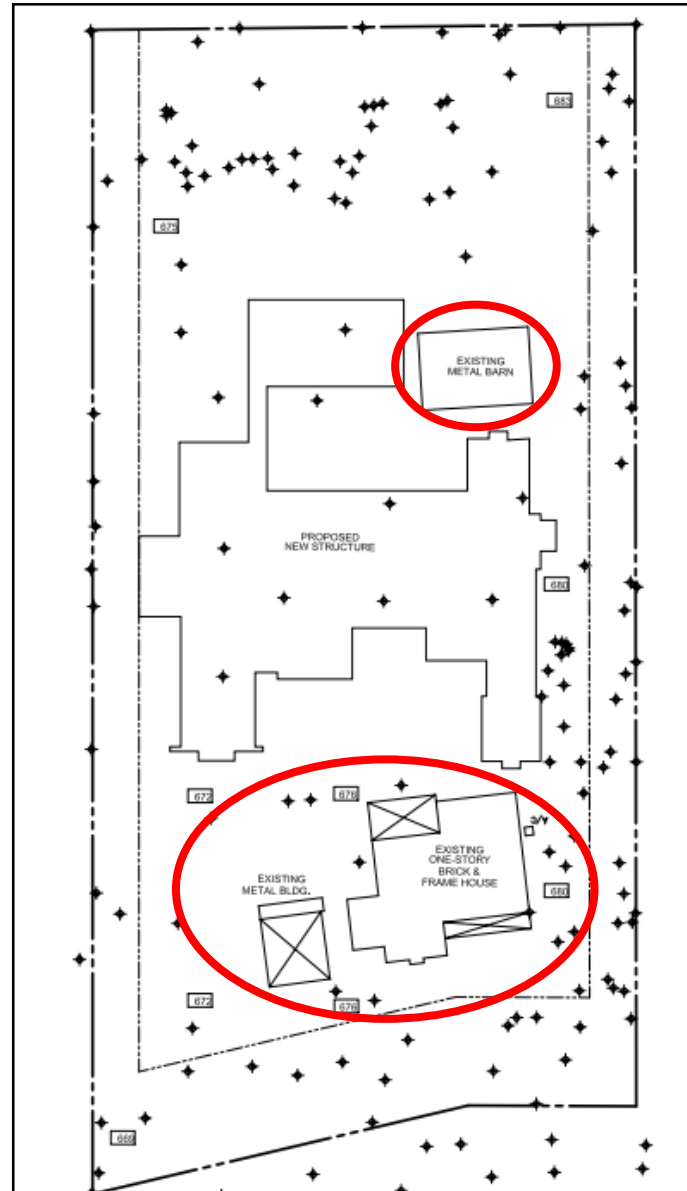 683
675
EXISTING
METAL BARN
PROPOSED
NEW STRUCTURE
680
672
676
A/C
EXISTING
ONE-STORY
BRICK &
FRAME HOUSE
EXISTING
METAL BLDG.
680
672
676
669